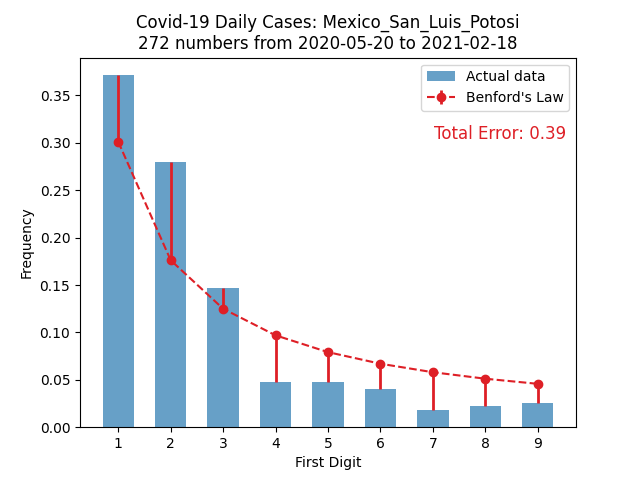 Covid-19 Daily Cases: Mexico_San_Luis_Potosi
272 numbers from 2020-05-20 to 2021-02-18
Actual data
Benford's Law
Total Error: 0.39
Frequency
0.35
0.30
0.25
0.20
0.15
0.10
0.05
0.00
1 2 3 4 5 6 7 8 9
First Digit